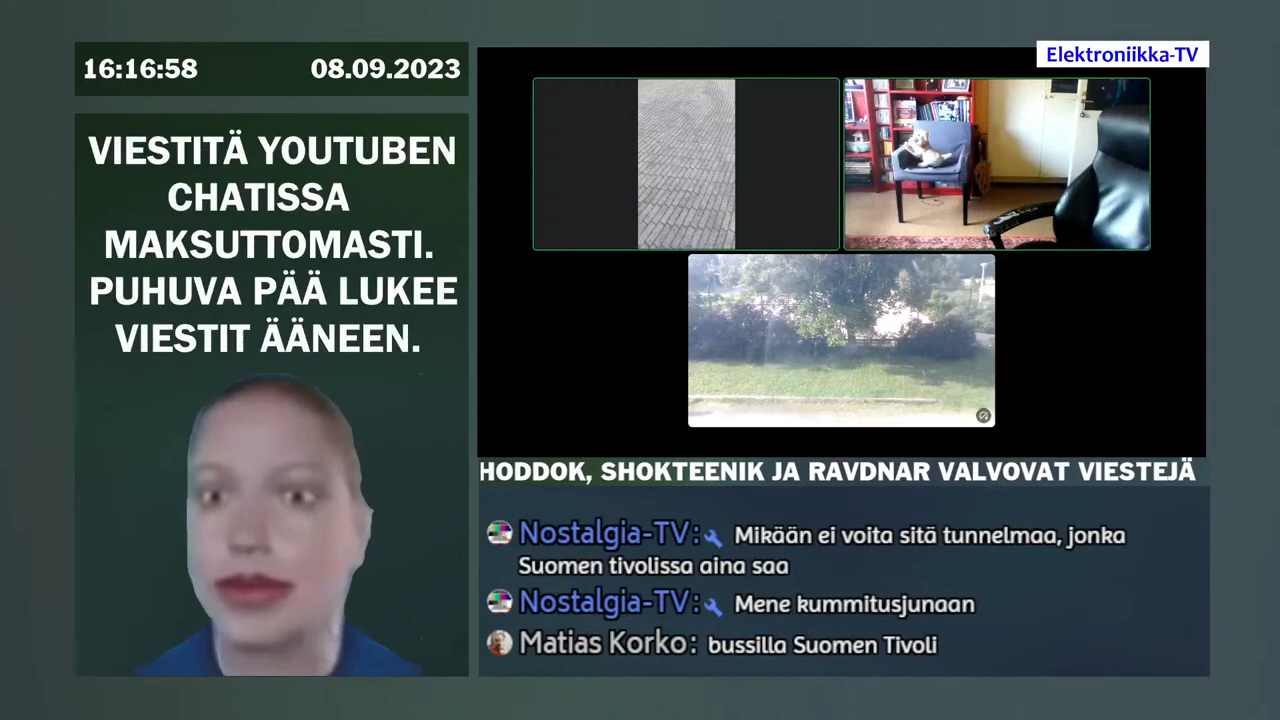 16:16:58 08.09.2023
Elektroniikka-TV
VIESTITÄ YOUTUBEN
CHATISSA
MAKSUTTOMASTI.
PUHUVA PÄÄ LUKEE
VIESTIT ÄÄNEEN.
HODDOK, SHOKTEENIK JA RAVDNAR VALVOVAT VIESTEJÄ
Nostalgia-TV: Mikään ei voita sitä tunnelmaa, jonka
Suomen tivolissa aina saa
Nostalgia-TV: Mene kummitusjunaan
Matias Korko: bussilla Suomen Tivoli